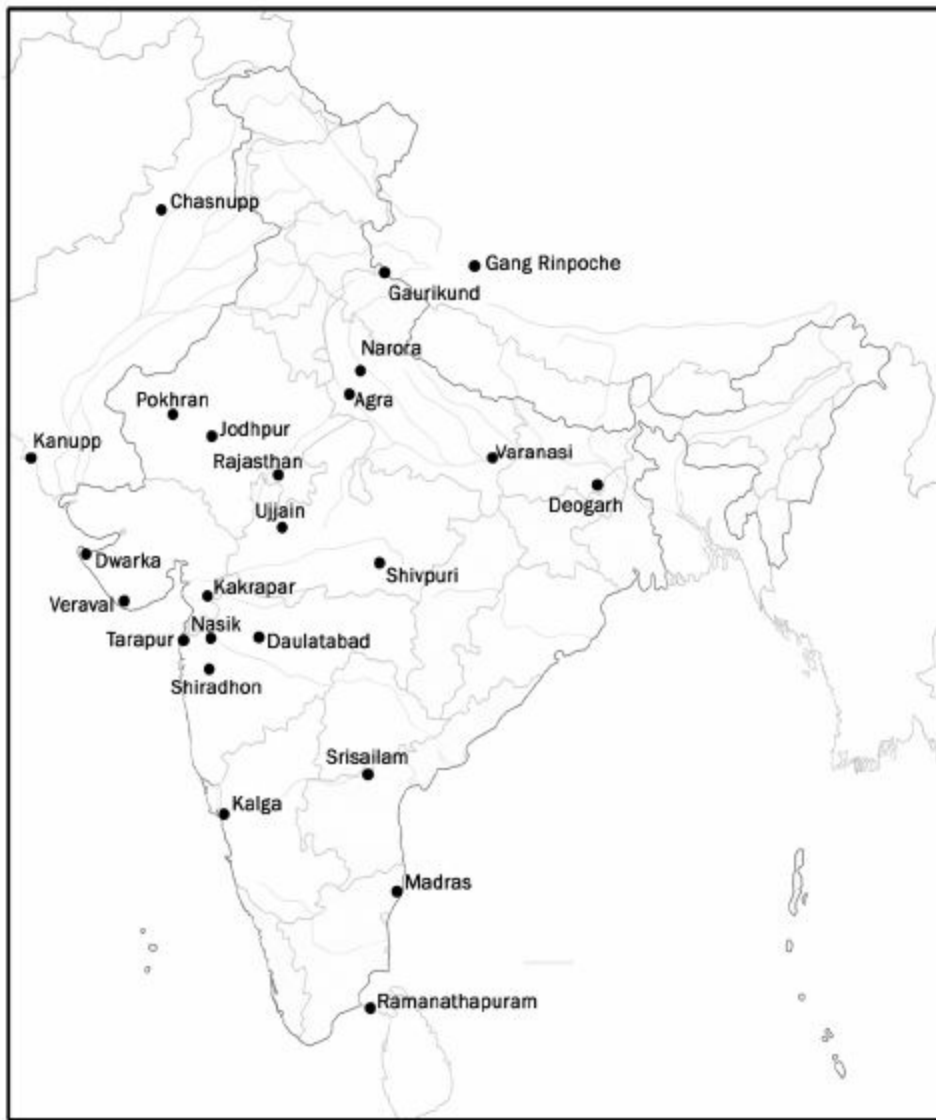 Chasnupp
Gang Rinpoche
Gaurikund
Narora
Agra
Pokhran
Jodhpur
Kanupp
Rajasthan
Varanasi
Deogarh
Ujjain
Dwarka
Shivpuri
Kakrapar
Veraval
Nasik
Tarapur
Daulatabad
Shiradhon
Srisailam
Kalga
Madras
Ramanathapuram